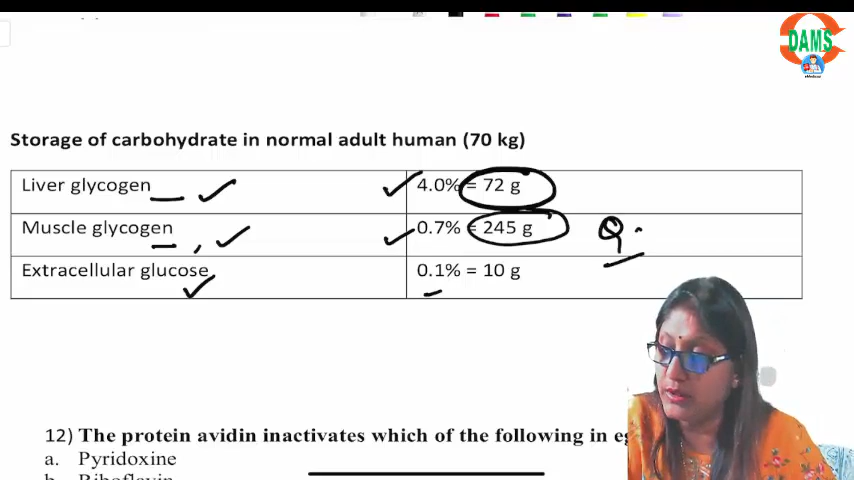 DAMS
Storage of carbohydrate in normal adult human (70 kg)
Liver glycogen 4.0% = 72 g
Muscle glycogen 0.7% = 245 g
Q.
Extracellular glucose 0.1% = 10 g
12) The protein avidin inactivates which of the following in
a. Pyridoxine
b. Riboflavin